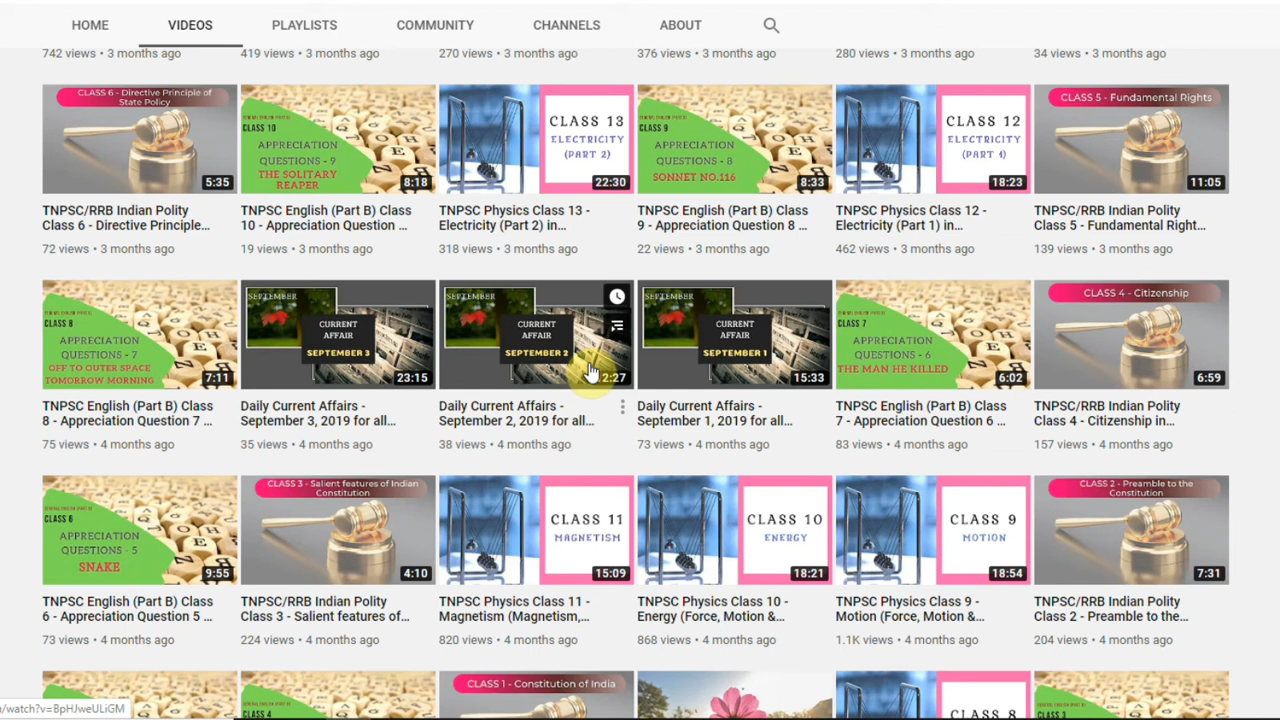 HOME VIDEOS PLAYLISTS COMMUNITY CHANNELS ABOUT
742 views • 3 months ago 419 views • 3 months ago 270 views • 3 months ago 376 views • 3 months ago 280 views • 3 months ago 34 views • 3 months ago
CLASS 6 - Directive Principle of
State Policy
5:35
TNPSC/RRB Indian Polity
Class 6 - Directive Principle...
72 views • 3 months ago
CLASS 10
APPRECIATION
QUESTIONS - 9
THE SOLITARY
REAPER
8:18
TNPSC English (Part B) Class
10 - Appreciation Question ...
19 views • 3 months ago
CLASS 13
ELECTRICITY
(PART 2)
22:30
TNPSC Physics Class 13 -
Electricity (Part 2) in...
318 views • 3 months ago
CLASS 9
APPRECIATION
QUESTIONS - 8
SONNET NO.116
8:33
TNPSC English (Part B) Class
9 - Appreciation Question 8 ...
22 views • 3 months ago
CLASS 12
ELECTRICITY
(PART 1)
18:23
TNPSC Physics Class 12 -
Electricity (Part 1) in...
462 views • 3 months ago
CLASS 5 - Fundamental Rights
11:05
TNPSC/RRB Indian Polity
Class 5 - Fundamental Right...
139 views • 3 months ago
CLASS 8
APPRECIATION
QUESTIONS - 7
OFF TO OUTER SPACE
TOMORROW MORNING
7:11
TNPSC English (Part B) Class
8 - Appreciation Question 7 ...
75 views • 4 months ago
SEPTEMBER
CURRENT
AFFAIR
SEPTEMBER 3
23:15
Daily Current Affairs -
September 3, 2019 for all...
35 views • 4 months ago
SEPTEMBER
CURRENT
AFFAIR
SEPTEMBER 2
2:27
Daily Current Affairs -
September 2, 2019 for all...
38 views • 4 months ago
SEPTEMBER
CURRENT
AFFAIR
SEPTEMBER 1
15:33
Daily Current Affairs -
September 1, 2019 for all...
73 views • 4 months ago
CLASS 7
APPRECIATION
QUESTIONS - 6
THE MAN HE KILLED
6:02
TNPSC English (Part B) Class
7 - Appreciation Question 6 ...
83 views • 4 months ago
CLASS 4 - Citizenship
6:59
TNPSC/RRB Indian Polity
Class 4 - Citizenship in...
157 views • 4 months ago
CLASS 6
APPRECIATION
QUESTIONS - 5
SNAKE
9:55
TNPSC English (Part B) Class
6 - Appreciation Question 5 ...
73 views • 4 months ago
CLASS 3 - Salient features of Indian
Constitution
4:10
TNPSC/RRB Indian Polity
Class 3 - Salient features of...
224 views • 4 months ago
CLASS 11
MAGNETISM
15:09
TNPSC Physics Class 11 -
Magnetism (Magnetism,...
820 views • 4 months ago
CLASS 10
ENERGY
18:21
TNPSC Physics Class 10 -
Energy (Force, Motion &...
868 views • 4 months ago
CLASS 9
MOTION
18:54
TNPSC Physics Class 9 -
Motion (Force, Motion &...
1.1K views • 4 months ago
CLASS 2 - Preamble to the
Constitution
7:31
TNPSC/RRB Indian Polity
Class 2 - Preamble to the...
204 views • 4 months ago
CLASS 4
CLASS 1 - Constitution of India
CLASS 8
CLASS 3
/watch?v=BpHJweULiGM